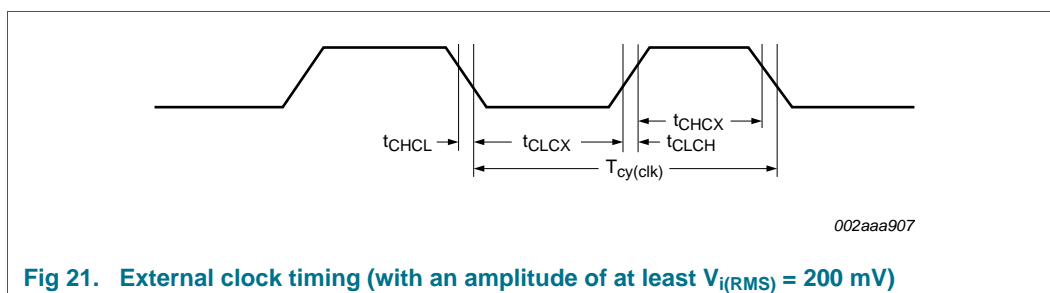 tCHCX
tCHCL tCLCX tCLCH
Tcy(clk)
002aaa907
Fig 21. External clock timing (with an amplitude of at least Vi(RMS) = 200 mV)